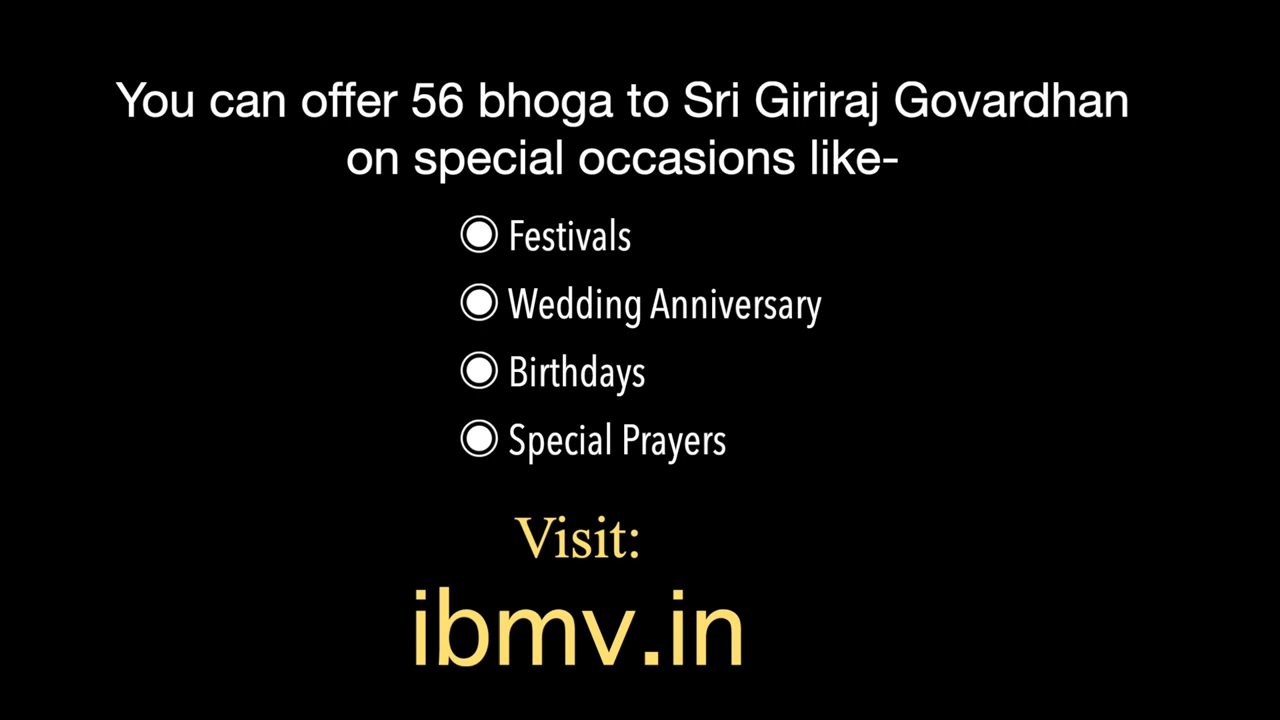 You can offer 56 bhoga to Sri Giriraj Govardhan
on special occasions like-
Festivals
Wedding Anniversary
Birthdays
Special Prayers
Visit:
ibmv.in